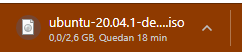 ubuntu-20.04.1-de....iso
0,0/2,6 GB, Quedan 18 min